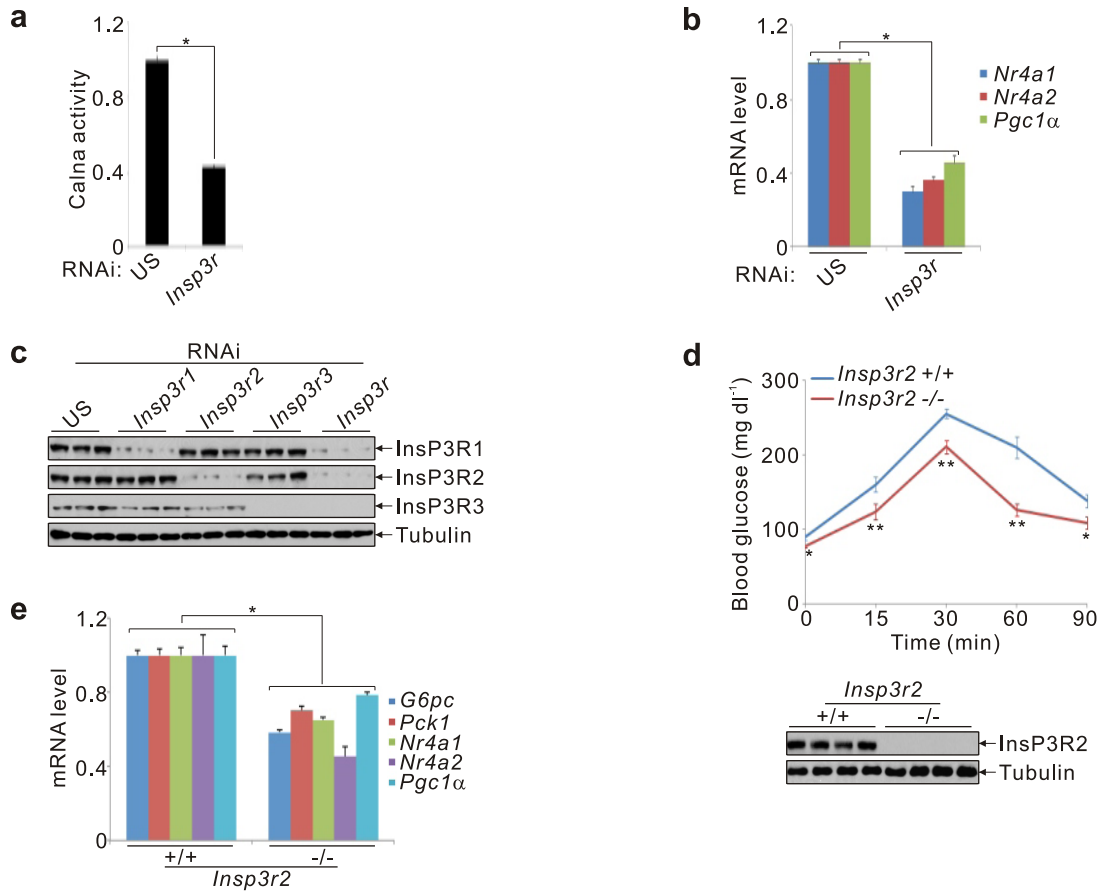 a
1.2
0.8
0.4
0
Calna activity
*
RNAi:
US
Insp3r
b
1.2
0.8
0.4
0
mRNA level
*
Nr4a1
Nr4a2
Pgc1α
RNAi:
US
Insp3r
c
RNAi
US
Insp3r1
Insp3r2
Insp3r3
Insp3r
InsP3R1
InsP3R2
InsP3R3
Tubulin
d
Insp3r2 +/+
Insp3r2 -/-
300
200
100
0
Blood glucose (mg dl-1)
*
**
**
**
*
0 15 30 60 90
Time (min)
Insp3r2
+/+ -/-
InsP3R2
Tubulin
e
1.2
0.8
0.4
0
mRNA level
*
G6pc
Pck1
Nr4a1
Nr4a2
Pgc1α
+/+ -/-
Insp3r2